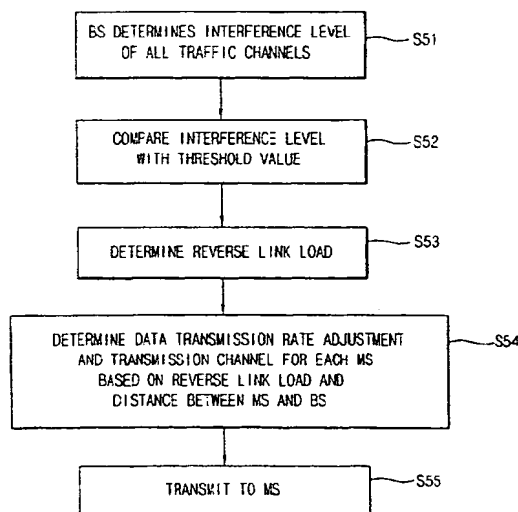 BS DETERMINES INTERFERENCE LEVEL
OF ALL TRAFFIC CHANNELS
S51
COMPARE INTERFERENCE LEVEL
WITH THRESHOLD VALUE
S52
DETERMINE REVERSE LINK LOAD
S53
DETERMINE DATA TRANSMISSION RATE ADJUSTMENT
AND TRANSMISSION CHANNEL FOR EACH MS
BASED ON REVERSE LINK LOAD AND
DISTANCE BETWEEN MS AND BS
S54
TRANSMIT TO MS
S55